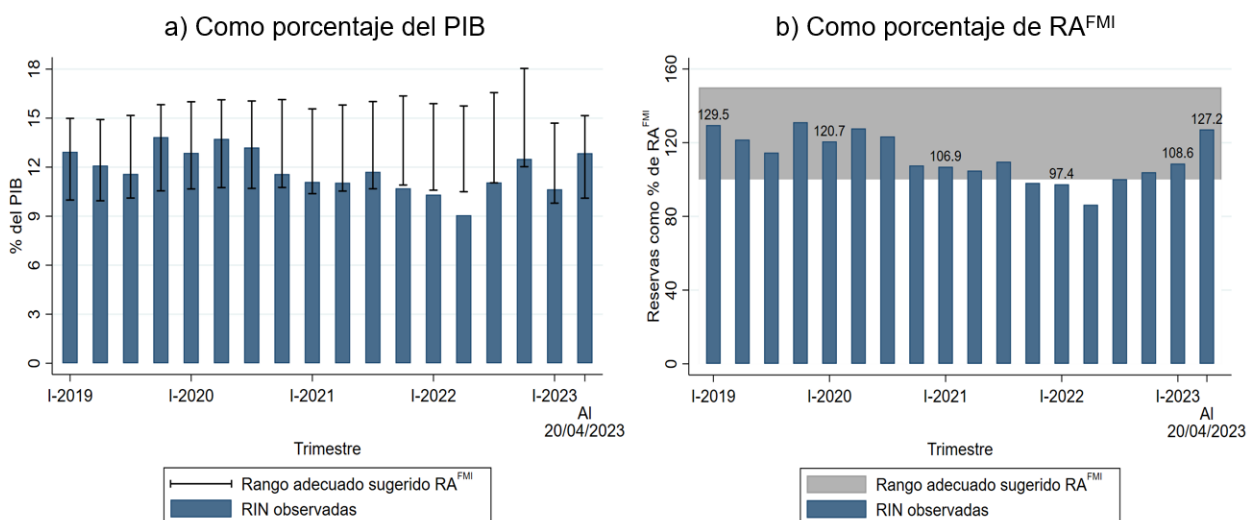 a) Como porcentaje del PIB
% del PIB
18
15
12
9
6
3
0
I-2019
I-2020
I-2021
I-2022
I-2023
Al
20/04/2023
Trimestre
Rango adecuado sugerido RA^FMI
RIN observadas
b) Como porcentaje de RA^FMI
Reservas como % de RA^FMI
160
120
80
40
0
129.5
120.7
106.9
97.4
108.6
127.2
I-2019
I-2020
I-2021
I-2022
I-2023
Al
20/04/2023
Trimestre
Rango adecuado sugerido RA^FMI
RIN observadas